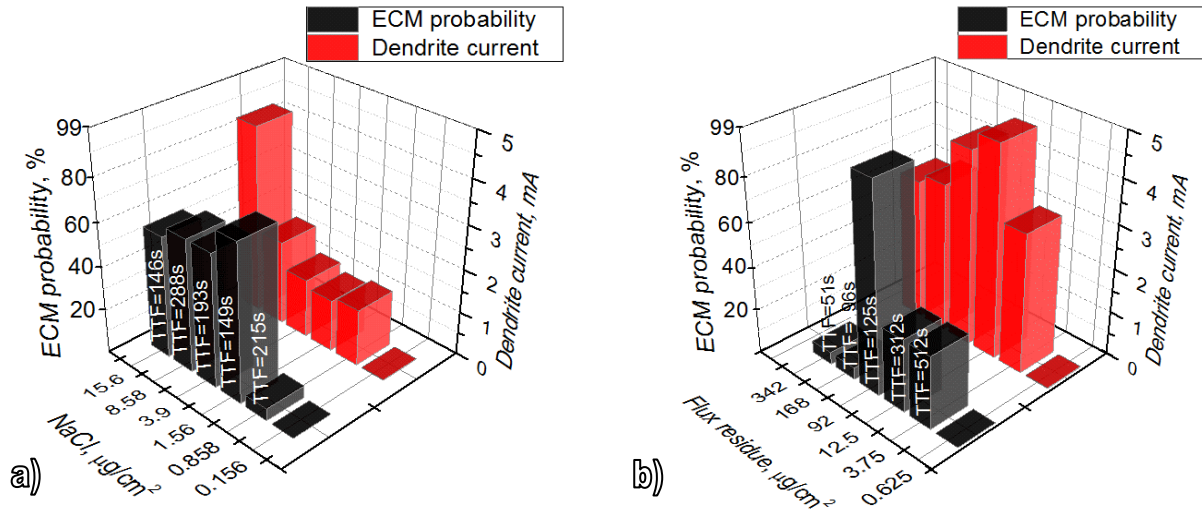 ECM probability
Dendrite current
99
80
60
40
20
ECM probability, %
5
4
3
2
1
0
Dendrite current, mA
TTF=146s
TTF=288s
TTF=193s
TTF=149s
TTF=215s
15.6
8.58
3.9
1.56
0.858
0.156
NaCl, μg/cm²
a)
ECM probability
Dendrite current
99
80
60
40
20
ECM probability, %
5
4
3
2
1
0
Dendrite current, mA
TTF=51s
TTF=96s
TTF=125s
TTF=312s
TTF=512s
342
168
92
12.5
3.75
0.625
Flux residue, μg/cm²
b)